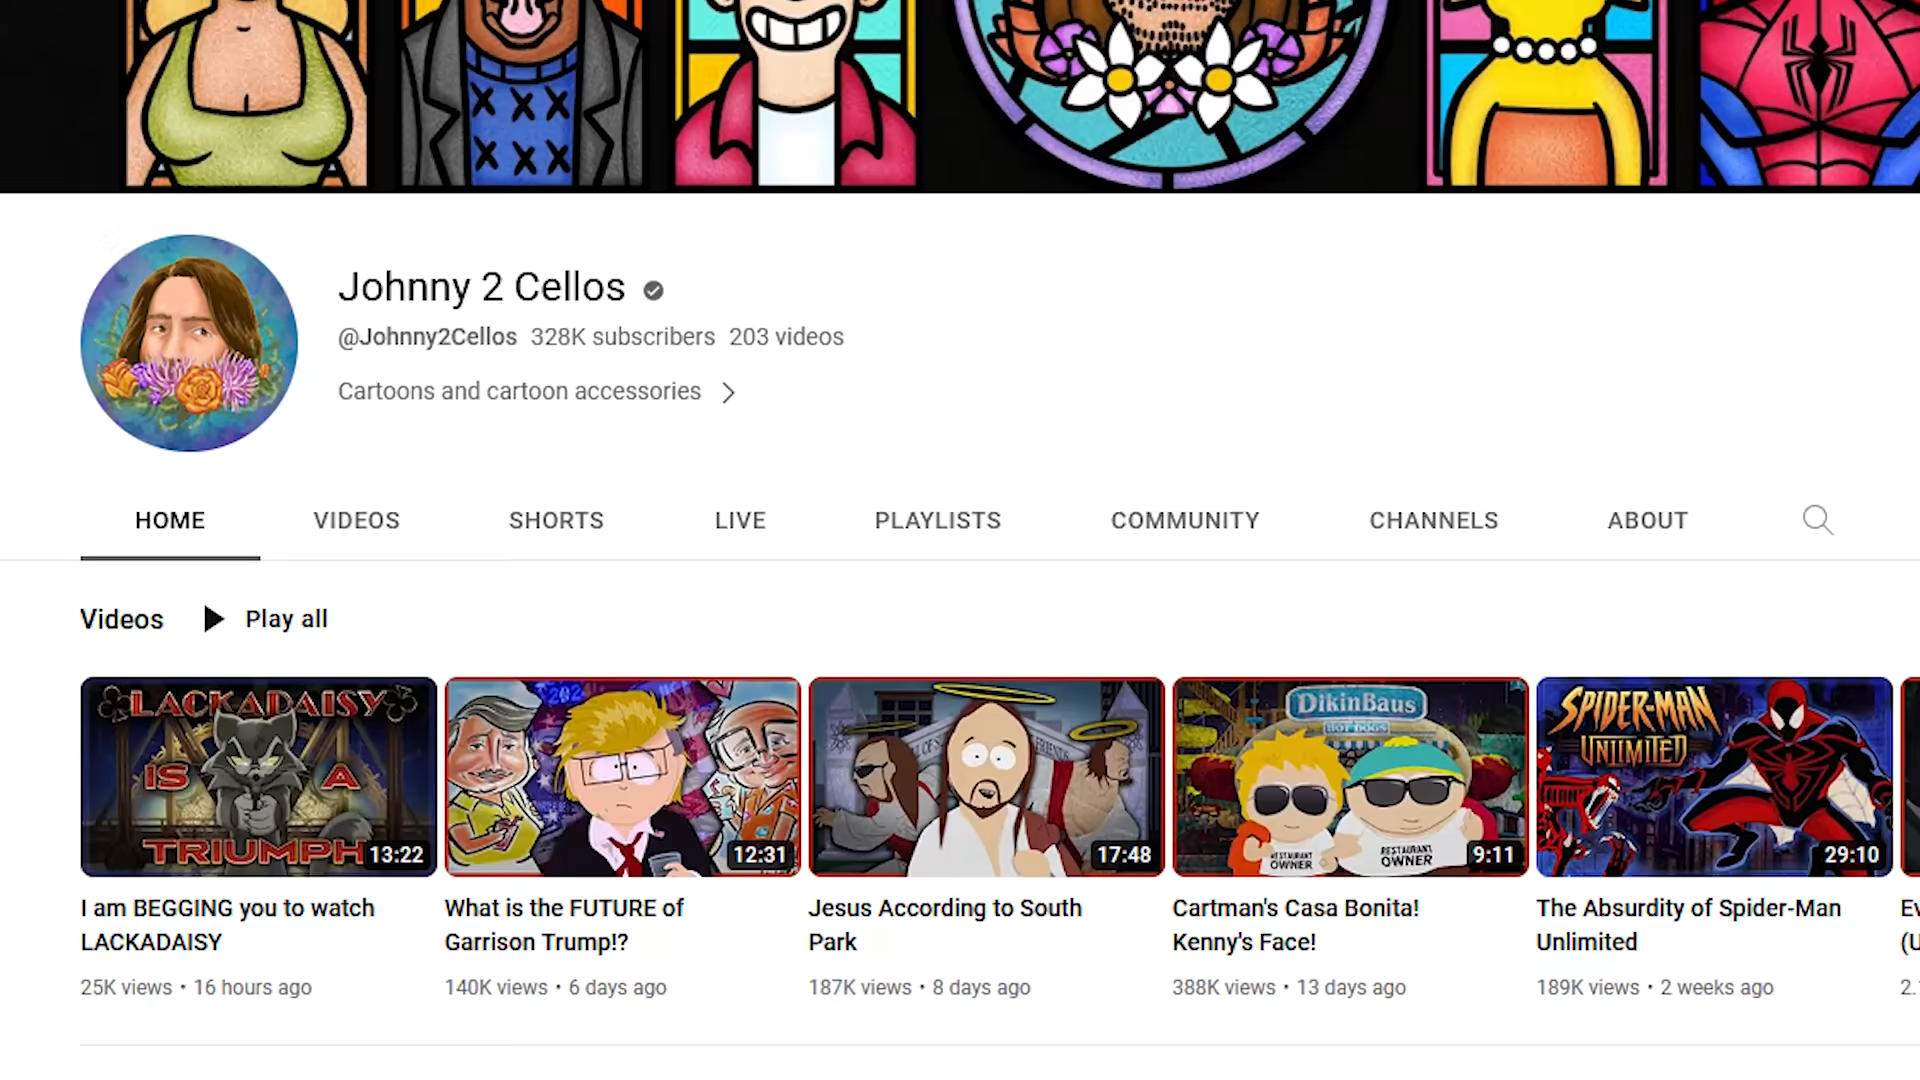 Johnny 2 Cellos
@Johnny2Cellos 328K subscribers 203 videos
Cartoons and cartoon accessories
HOME VIDEOS SHORTS LIVE PLAYLISTS COMMUNITY CHANNELS ABOUT
Videos Play all
LACKADAISY
IS A
TRIUMPH
13:22
12:31
17:48
DikinBaus
HOT DOGS
RESTAURANT
OWNER
RESTAURANT
OWNER
9:11
SPIDER-MAN
UNLIMITED
29:10
I am BEGGING you to watch
LACKADAISY
25K views • 16 hours ago
What is the FUTURE of
Garrison Trump!?
140K views • 6 days ago
Jesus According to South
Park
187K views • 8 days ago
Cartman's Casa Bonita!
Kenny's Face!
388K views • 13 days ago
The Absurdity of Spider-Man
Unlimited
189K views • 2 weeks ago